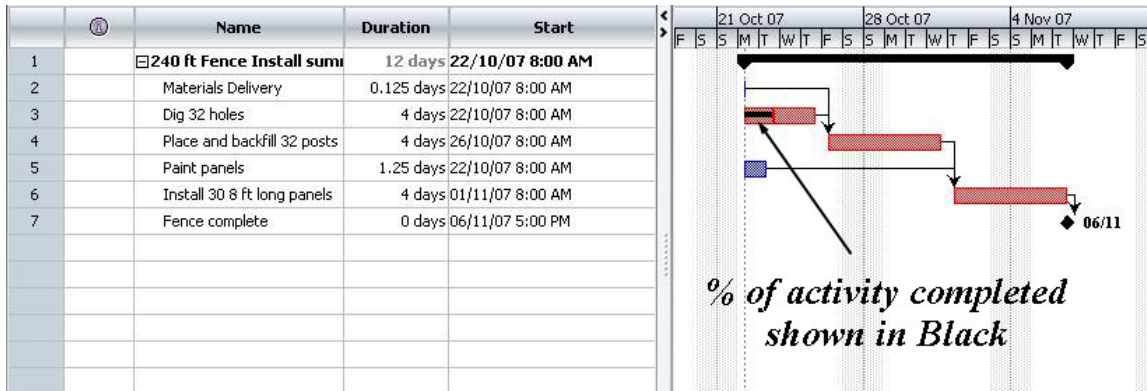 Name Duration Start
21 Oct 07 28 Oct 07 4 Nov 07
F S S M T W T F S S M T W T F S S M T W T F S
1 240 ft Fence Install sum 12 days 22/10/07 8:00 AM
2 Materials Delivery 0.125 days 22/10/07 8:00 AM
3 Dig 32 holes 4 days 22/10/07 8:00 AM
4 Place and backfill 32 posts 4 days 26/10/07 8:00 AM
5 Paint panels 1.25 days 22/10/07 8:00 AM
6 Install 30 8 ft long panels 4 days 01/11/07 8:00 AM
7 Fence complete 0 days 06/11/07 5:00 PM
06/11
% of activity completed
shown in Black